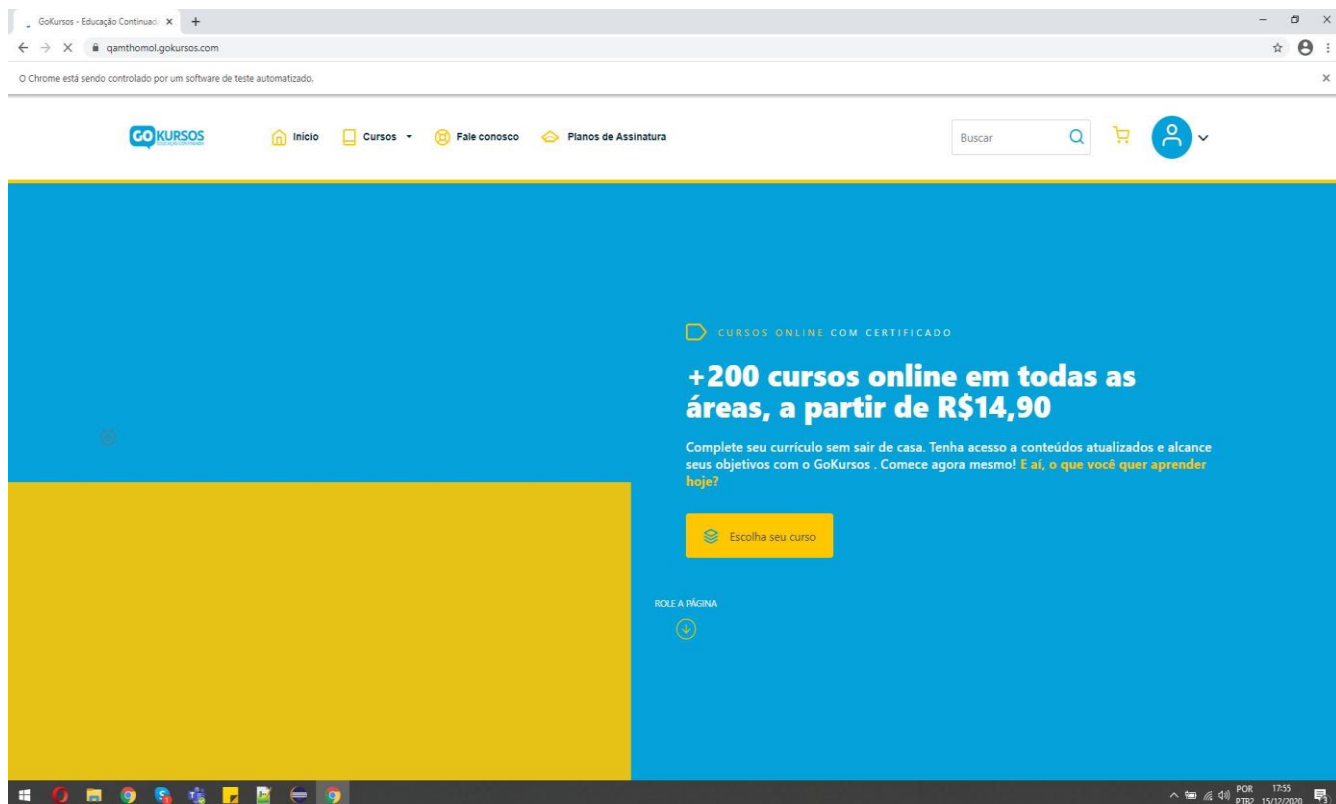 GoKursos - Educação Continuad
qamthomol.gokursos.com
O Chrome está sendo controlado por um software de teste automatizado.
GO KURSOS
EDUCAÇÃO CONTINUADA
Início
Cursos
Fale conosco
Planos de Assinatura
Buscar
CURSOS ONLINE COM CERTIFICADO
+200 cursos online em todas as
áreas, a partir de R$14,90
Complete seu currículo sem sair de casa. Tenha acesso a conteúdos atualizados e alcance
seus objetivos com o GoKursos . Comece agora mesmo! E aí, o que você quer aprender
hoje?
Escolha seu curso
ROLE A PÁGINA
POR
PTB2
17:55
15/12/2020